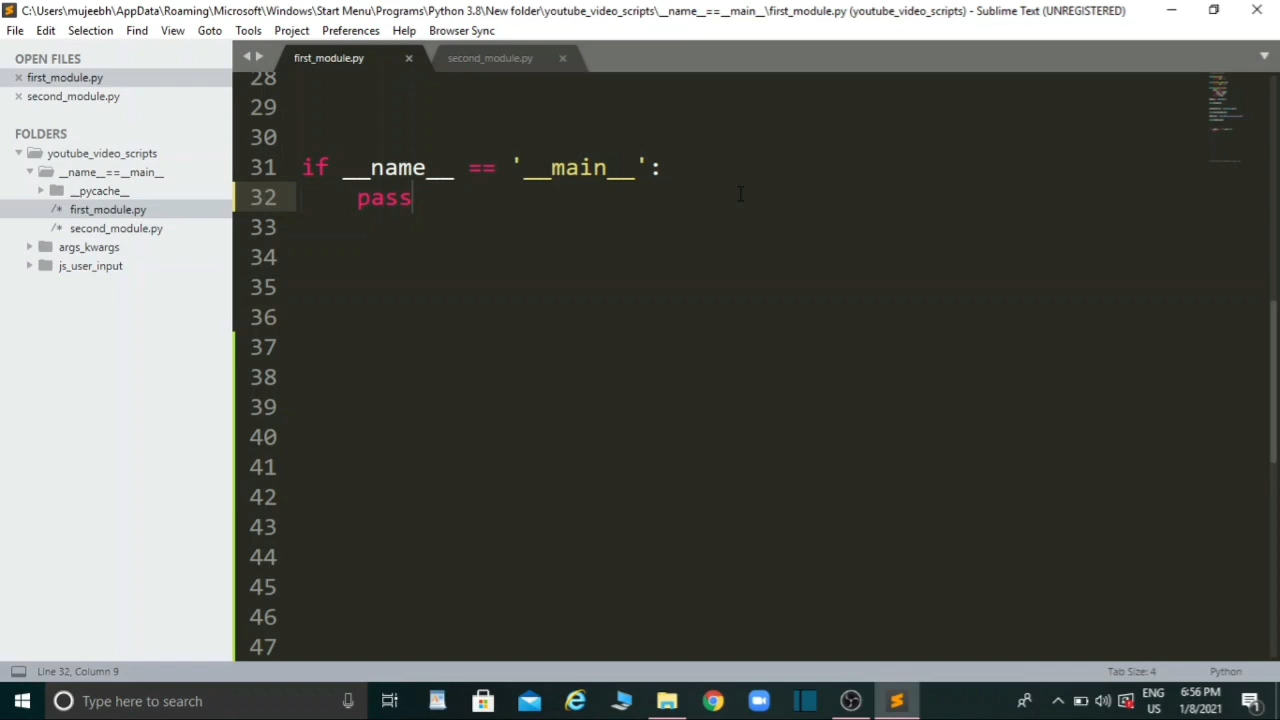 C:\Users\mujeebh\AppData\Roaming\Microsoft\Windows\Start Menu\Programs\Python 3.8\New folder\youtube_video_scripts\__name__==__main__\first_module.py (youtube_video_scripts) - Sublime Text (UNREGISTERED)
File Edit Selection Find View Goto Tools Project Preferences Help Browser Sync
OPEN FILES
first_module.py
second_module.py
FOLDERS
youtube_video_scripts
__name__==__main__
__pycache__
/* first_module.py
/* second_module.py
args_kwargs
js_user_input
first_module.py second_module.py
28
29
30
31 if __name__ == '__main__':
32 pass
33
34
35
36
37
38
39
40
41
42
43
44
45
46
47
Line 32, Column 9 Tab Size: 4 Python
Type here to search
ENG
US
6:56 PM
1/8/2021
1